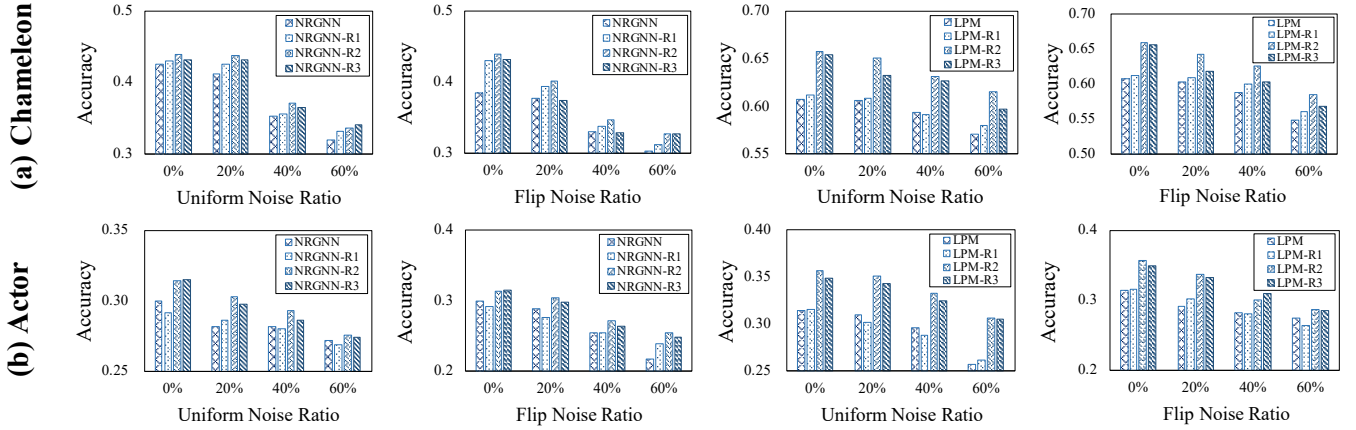 (a) Chameleon
Accuracy
0.5
0.4
0.3
NRGNN
NRGNN-R1
NRGNN-R2
NRGNN-R3
0% 20% 40% 60%
Uniform Noise Ratio
Accuracy
0.5
0.4
0.3
NRGNN
NRGNN-R1
NRGNN-R2
NRGNN-R3
0% 20% 40% 60%
Flip Noise Ratio
Accuracy
0.70
0.65
0.60
0.55
LPM
LPM-R1
LPM-R2
LPM-R3
0% 20% 40% 60%
Uniform Noise Ratio
Accuracy
0.70
0.65
0.60
0.55
0.50
LPM
LPM-R1
LPM-R2
LPM-R3
0% 20% 40% 60%
Flip Noise Ratio
(b) Actor
Accuracy
0.35
0.30
0.25
NRGNN
NRGNN-R1
NRGNN-R2
NRGNN-R3
0% 20% 40% 60%
Uniform Noise Ratio
Accuracy
0.4
0.3
0.2
NRGNN
NRGNN-R1
NRGNN-R2
NRGNN-R3
0% 20% 40% 60%
Flip Noise Ratio
Accuracy
0.40
0.35
0.30
0.25
LPM
LPM-R1
LPM-R2
LPM-R3
0% 20% 40% 60%
Uniform Noise Ratio
Accuracy
0.4
0.3
0.2
LPM
LPM-R1
LPM-R2
LPM-R3
0% 20% 40% 60%
Flip Noise Ratio